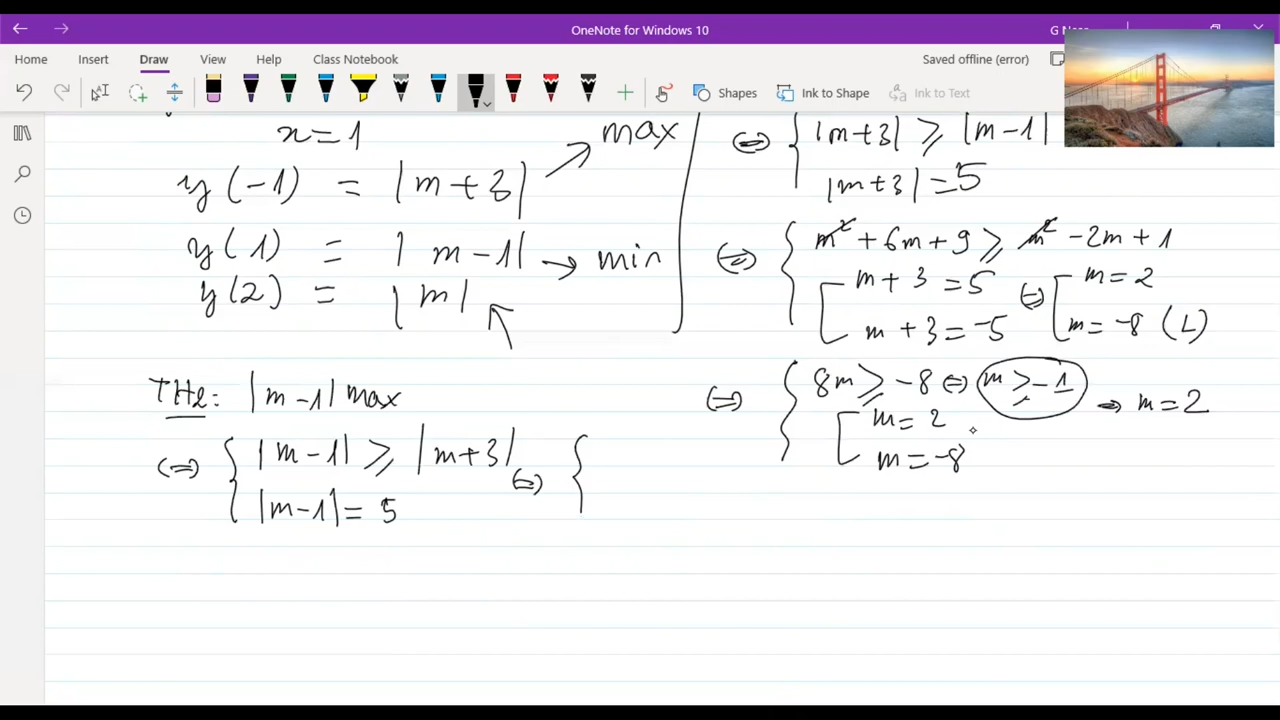 OneNote for Windows 10
Home Insert Draw View Help Class Notebook
Saved offline (error)
Shapes Ink to Shape Ink to Text
x=1
y(-1) = |m+3| → max
y(1) = |m-1| → min
y(2) = |m|
TH2: |m-1| max
⇔ { |m-1| ≥ |m+3| ⇔ {
|m-1| = 5
⇔ { |m+3| ≥ |m-1|
|m+3| = 5
⇔ { m² + 6m + 9 ≥ m² - 2m + 1
[ m + 3 = 5 ⇔ [ m = 2
m + 3 = -5 m = -8 (L)
⇔ { 8m ≥ -8 ⇔ m ≥ -1 → m = 2
[ m = 2
m = -8